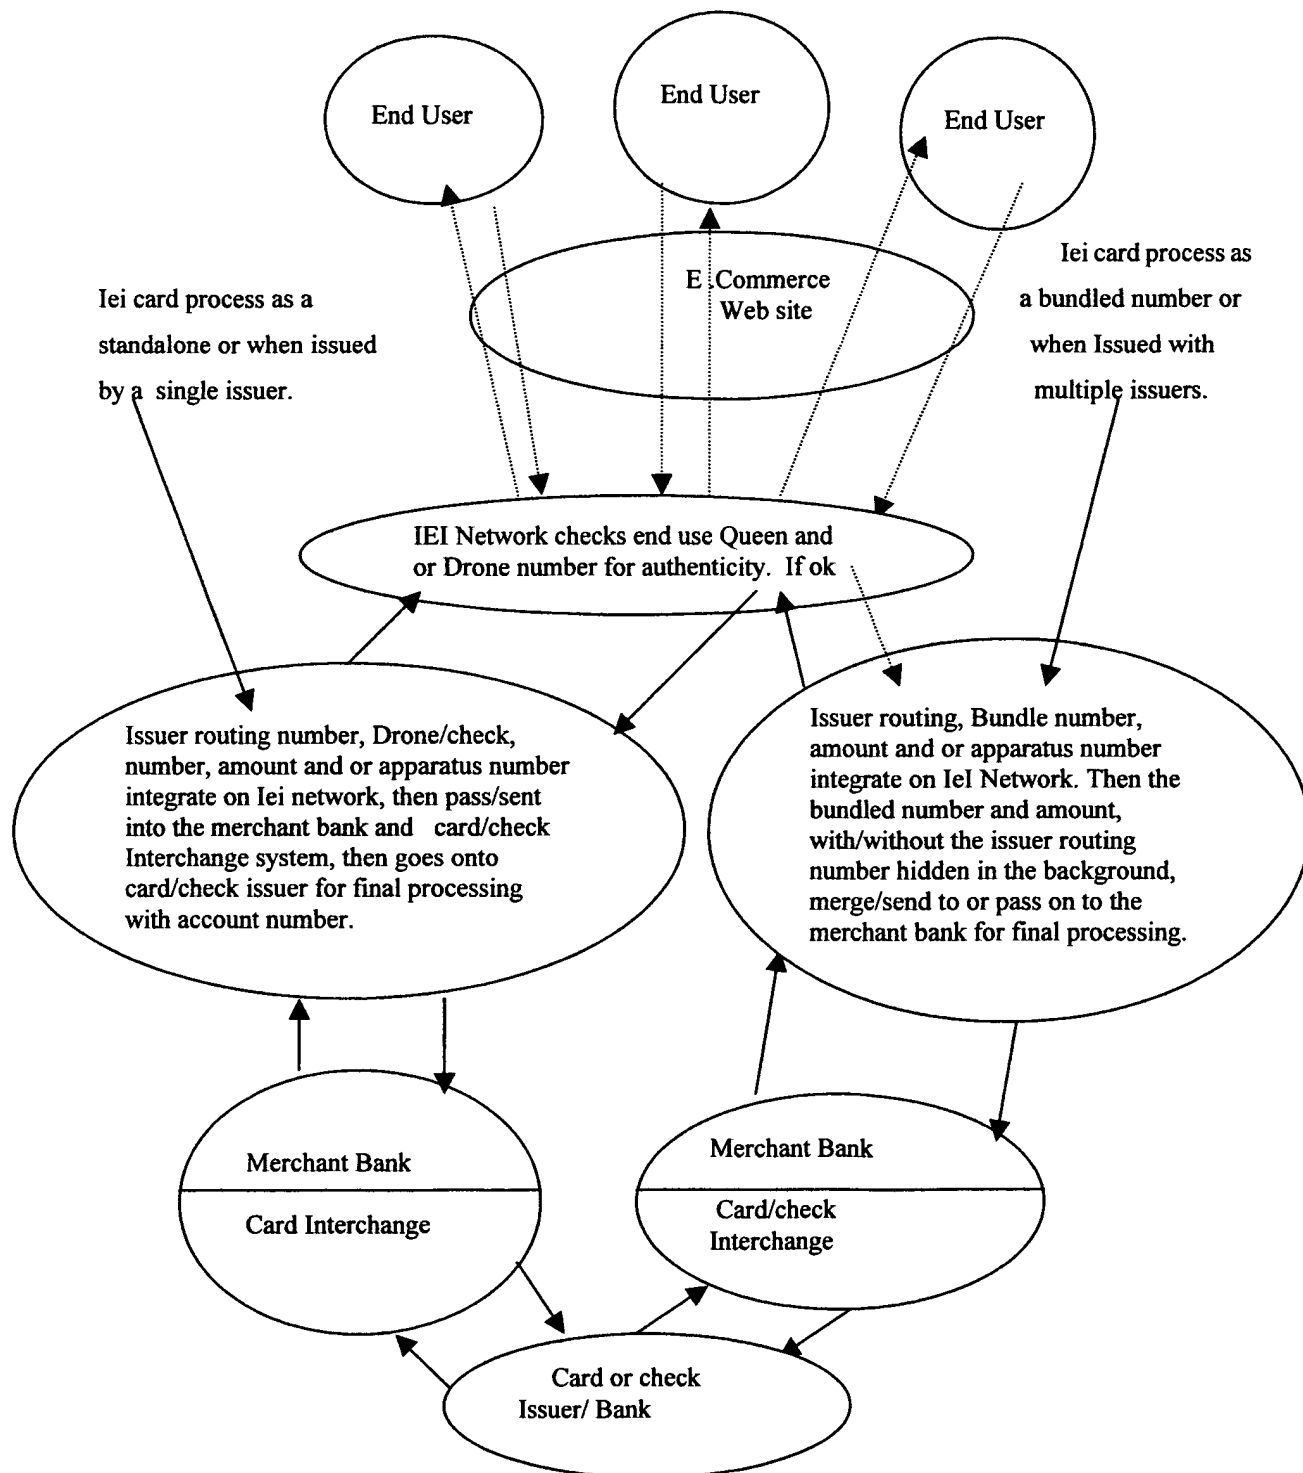 End User
End User
End User
E .Commerce
Web site
Iei card process as a
standalone or when issued
by a single issuer.
Iei card process as
a bundled number or
when Issued with
multiple issuers.
IEI Network checks end use Queen and
or Drone number for authenticity. If ok
Issuer routing number, Drone/check,
number, amount and or apparatus number
integrate on Iei network, then pass/sent
into the merchant bank and card/check
Interchange system, then goes onto
card/check issuer for final processing
with account number.
Issuer routing, Bundle number,
amount and or apparatus number
integrate on IeI Network. Then the
bundled number and amount,
with/without the issuer routing
number hidden in the background,
merge/send to or pass on to the
merchant bank for final processing.
Merchant Bank
Card Interchange
Merchant Bank
Card/check
Interchange
Card or check
Issuer/ Bank